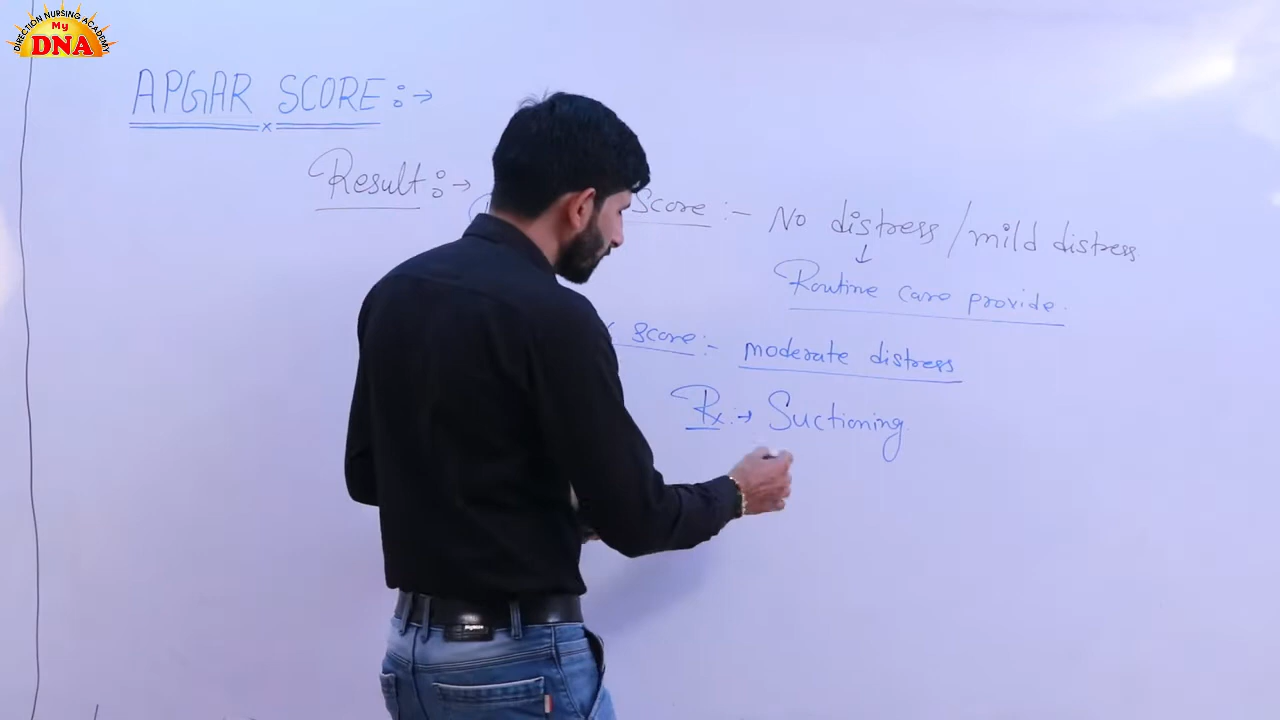 DIRECTION NURSING ACADEMY
My
DNA
APGAR SCORE :→
Result :→
Score :- No distress / mild distress
↓
Routine care provide.
score :- moderate distress
Rx :→ Suctioning